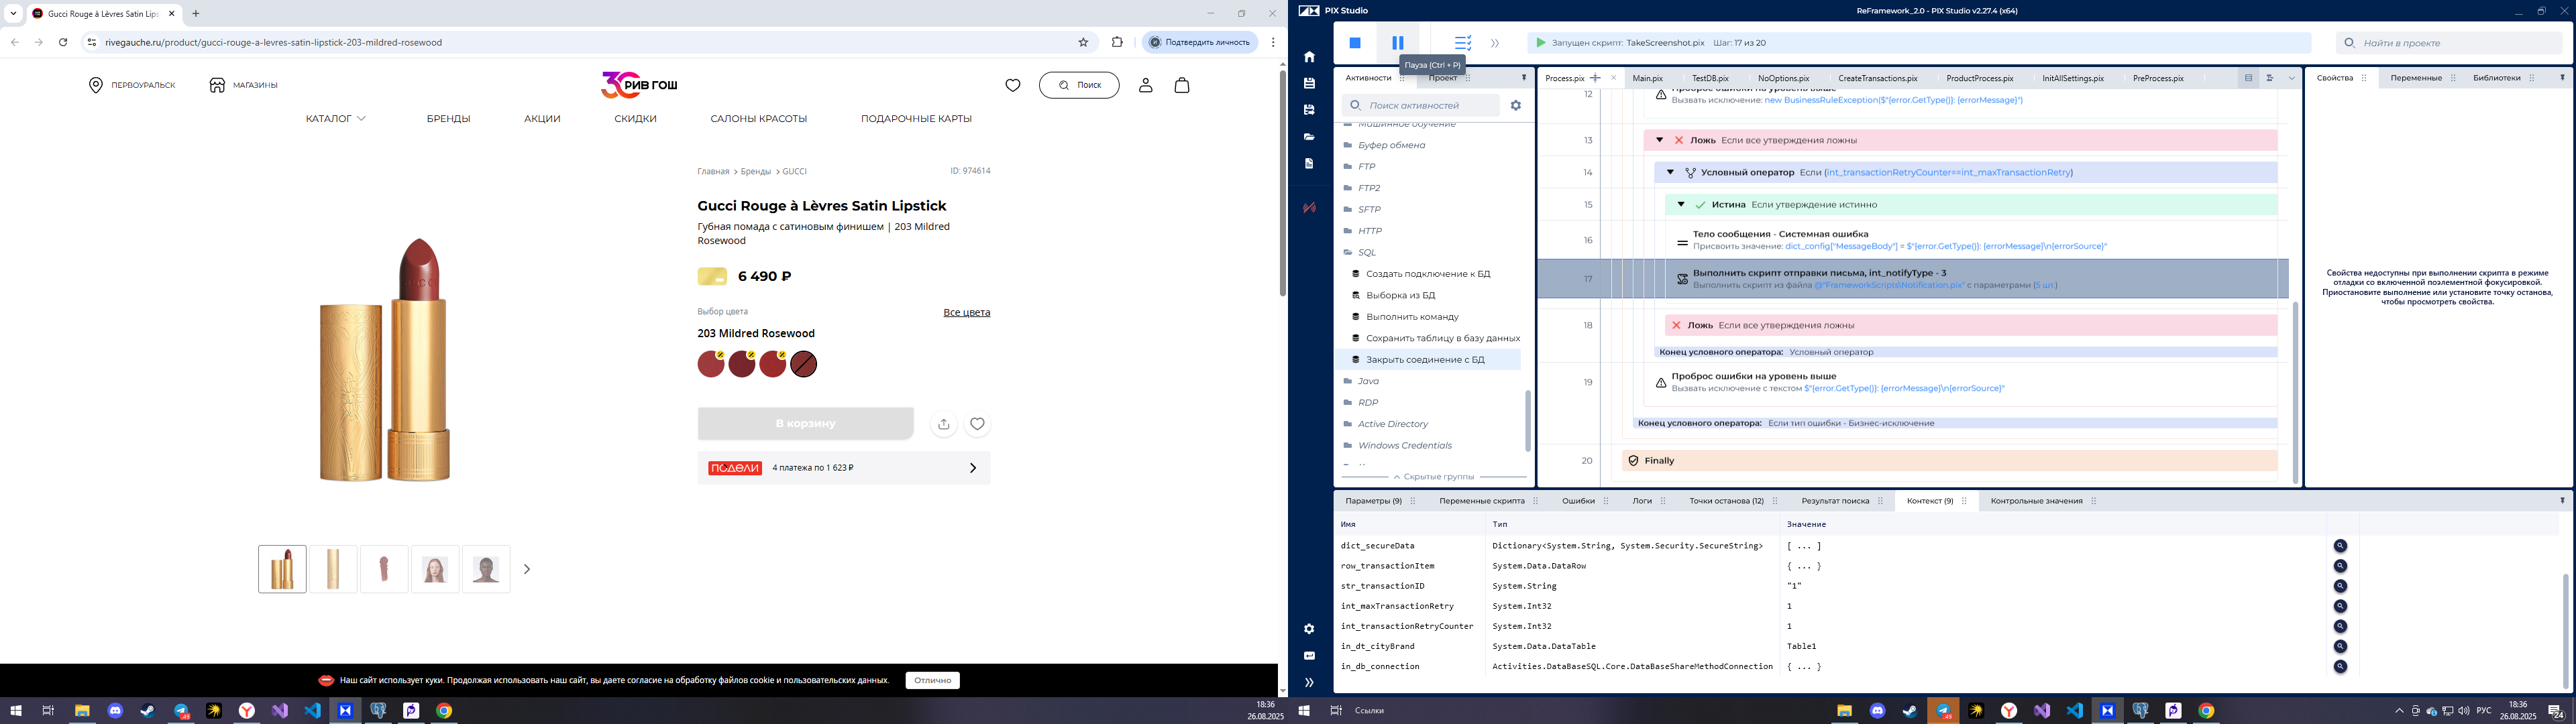 Gucci Rouge à Lèvres Satin Lips
rivegauche.ru/product/gucci-rouge-a-levres-satin-lipstick-203-mildred-rosewood
Подтвердить личность
ПЕРВОУРАЛЬСК
МАГАЗИНЫ
РИВ ГОШ
Поиск
КАТАЛОГ
БРЕНДЫ
АКЦИИ
СКИДКИ
САЛОНЫ КРАСОТЫ
ПОДАРОЧНЫЕ КАРТЫ
Главная > Бренды > GUCCI
ID: 974614
Gucci Rouge à Lèvres Satin Lipstick
Губная помада с сатиновым финишем | 203 Mildred
Rosewood
6 490 ₽
Выбор цвета
Все цвета
203 Mildred Rosewood
В корзину
ПОДЕЛИ
4 платежа по 1 623 ₽
Наш сайт использует куки. Продолжая использовать наш сайт, вы даете согласие на обработку файлов cookie и пользовательских данных.
Отлично
18:36
26.08.2025
PIX Studio
ReFramework_2.0 - PIX Studio v2.27.4 (x64)
Запущен скрипт: TakeScreenshot.pix Шаг: 17 из 20
Найти в проекте
Пауза (Ctrl + P)
Активности
Проект
Поиск активностей
Машинное обучение
Буфер обмена
FTP
FTP2
SFTP
HTTP
SQL
Создать подключение к БД
Выборка из БД
Выполнить команду
Сохранить таблицу в базу данных
Закрыть соединение с БД
Java
RDP
Active Directory
Windows Credentials
Скрытые группы
Process.pix
Main.pix
TestDB.pix
NoOptions.pix
CreateTransactions.pix
ProductProcess.pix
InitAllSettings.pix
PreProcess.pix
12
Проброс ошибки на уровень выше
Вызвать исключение: new BusinessRuleException($"{error.GetType()}: {errorMessage}")
13
Ложь Если все утверждения ложны
14
Условный оператор Если (int_transactionRetryCounter==int_maxTransactionRetry)
15
Истина Если утверждение истинно
16
Тело сообщения - Системная ошибка
Присвоить значение: dict_config["MessageBody"] = $"{error.GetType()}: {errorMessage}\n{errorSource}"
17
Выполнить скрипт отправки письма, int_notifyType - 3
Выполнить скрипт из файла @"FrameworkScripts\Notification.pix" с параметрами (5 шт.)
18
Ложь Если все утверждения ложны
Конец условного оператора: Условный оператор
19
Проброс ошибки на уровень выше
Вызвать исключение с текстом $"{error.GetType()}: {errorMessage}\n{errorSource}"
Конец условного оператора: Если тип ошибки - Бизнес-исключение
20
Finally
Свойства
Переменные
Библиотеки
Свойства недоступны при выполнении скрипта в режиме
отладки со включенной поэлементной фокусировкой.
Приостановите выполнение или установите точку останова,
чтобы просмотреть свойства.
Параметры (9)
Переменные скрипта
Ошибки
Логи
Точки останова (12)
Результат поиска
Контекст (9)
Контрольные значения
Имя Тип Значение
dict_secureData Dictionary<System.String, System.Security.SecureString> [ ... ]
row_transactionItem System.Data.DataRow { ... }
str_transactionID System.String "1"
int_maxTransactionRetry System.Int32 1
int_transactionRetryCounter System.Int32 1
in_dt_cityBrand System.Data.DataTable Table1
in_db_connection Activities.DataBaseSQL.Core.DataBaseShareMethodConnection { ... }
Ссылки
РУС
18:36
26.08.2025
24